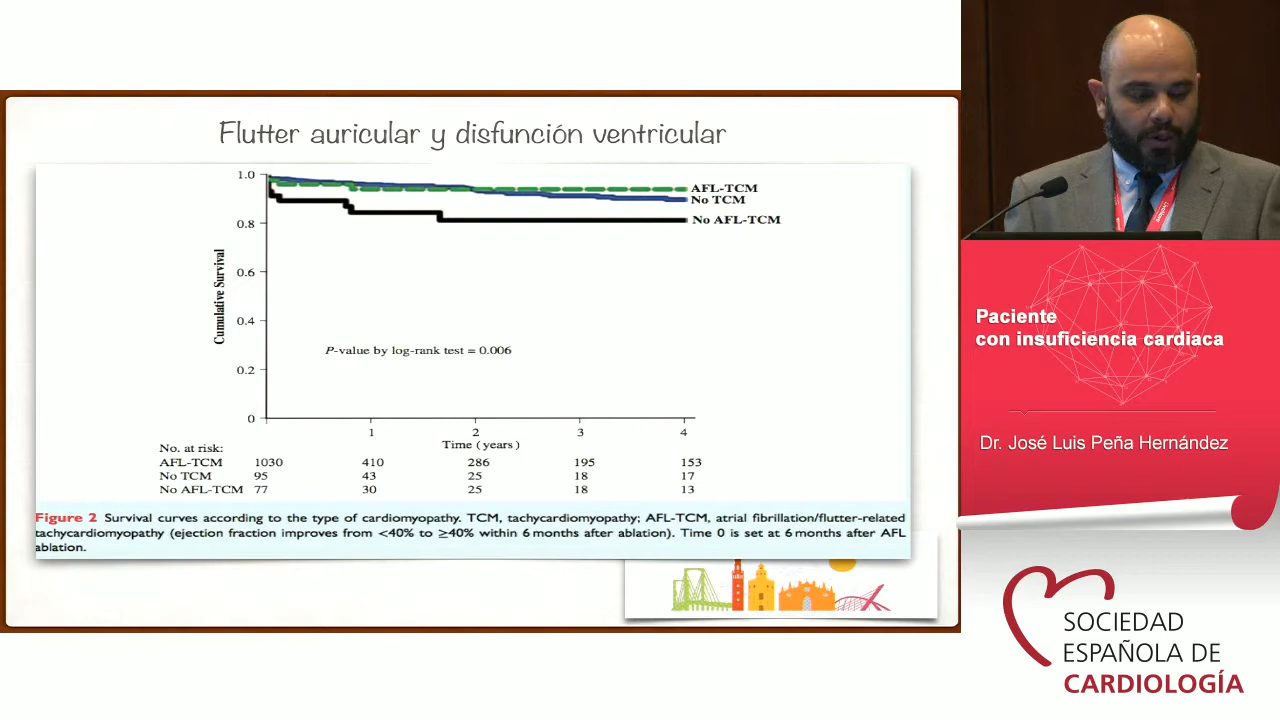 Flutter auricular y disfunción ventricular
1.0
0.8
0.6
0.4
0.2
0
Cumulative Survival
AFL-TCM
No TCM
No AFL-TCM
P-value by log-rank test = 0.006
1 2 3 4
Time (years)
No. at risk:
AFL-TCM 1030 410 286 195 153
No TCM 95 43 25 18 17
No AFL-TCM 77 30 25 18 13
Figure 2 Survival curves according to the type of cardiomyopathy. TCM, tachycardiomyopathy; AFL-TCM, atrial fibrillation/flutter-related
tachycardiomyopathy (ejection fraction improves from <40% to ≥40% within 6 months after ablation). Time 0 is set at 6 months after AFL
ablation.
Paciente
con insuficiencia cardiaca
Dr. José Luis Peña Hernández
SOCIEDAD
ESPAÑOLA DE
CARDIOLOGÍA